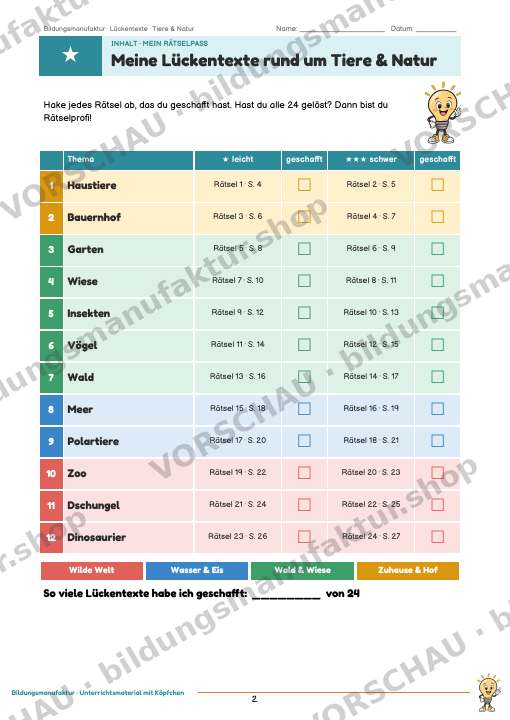 Bildungsmanufaktur · Lückentexte · Tiere & Natur
Name: ____________________ Datum: __________
INHALT · MEIN RÄTSELPASS
★ Meine Lückentexte rund um Tiere & Natur
Hake jedes Rätsel ab, das du geschafft hast. Hast du alle 24 gelöst? Dann bist du
Rätselprofi!
Thema ★ leicht geschafft ★★★ schwer geschafft
1 Haustiere Rätsel 1 · S. 4 ☐ Rätsel 2 · S. 5 ☐
2 Bauernhof Rätsel 3 · S. 6 ☐ Rätsel 4 · S. 7 ☐
3 Garten Rätsel 5 · S. 8 ☐ Rätsel 6 · S. 9 ☐
4 Wiese Rätsel 7 · S. 10 ☐ Rätsel 8 · S. 11 ☐
5 Insekten Rätsel 9 · S. 12 ☐ Rätsel 10 · S. 13 ☐
6 Vögel Rätsel 11 · S. 14 ☐ Rätsel 12 · S. 15 ☐
7 Wald Rätsel 13 · S. 16 ☐ Rätsel 14 · S. 17 ☐
8 Meer Rätsel 15 · S. 18 ☐ Rätsel 16 · S. 19 ☐
9 Polartiere Rätsel 17 · S. 20 ☐ Rätsel 18 · S. 21 ☐
10 Zoo Rätsel 19 · S. 22 ☐ Rätsel 20 · S. 23 ☐
11 Dschungel Rätsel 21 · S. 24 ☐ Rätsel 22 · S. 25 ☐
12 Dinosaurier Rätsel 23 · S. 26 ☐ Rätsel 24 · S. 27 ☐
Wilde Welt Wasser & Eis Wald & Wiese Zuhause & Hof
So viele Lückentexte habe ich geschafft: ________ von 24
Bildungsmanufaktur · Unterrichtsmaterial mit Köpfchen
2
VORSCHAU · bildungsmanufaktur.shop